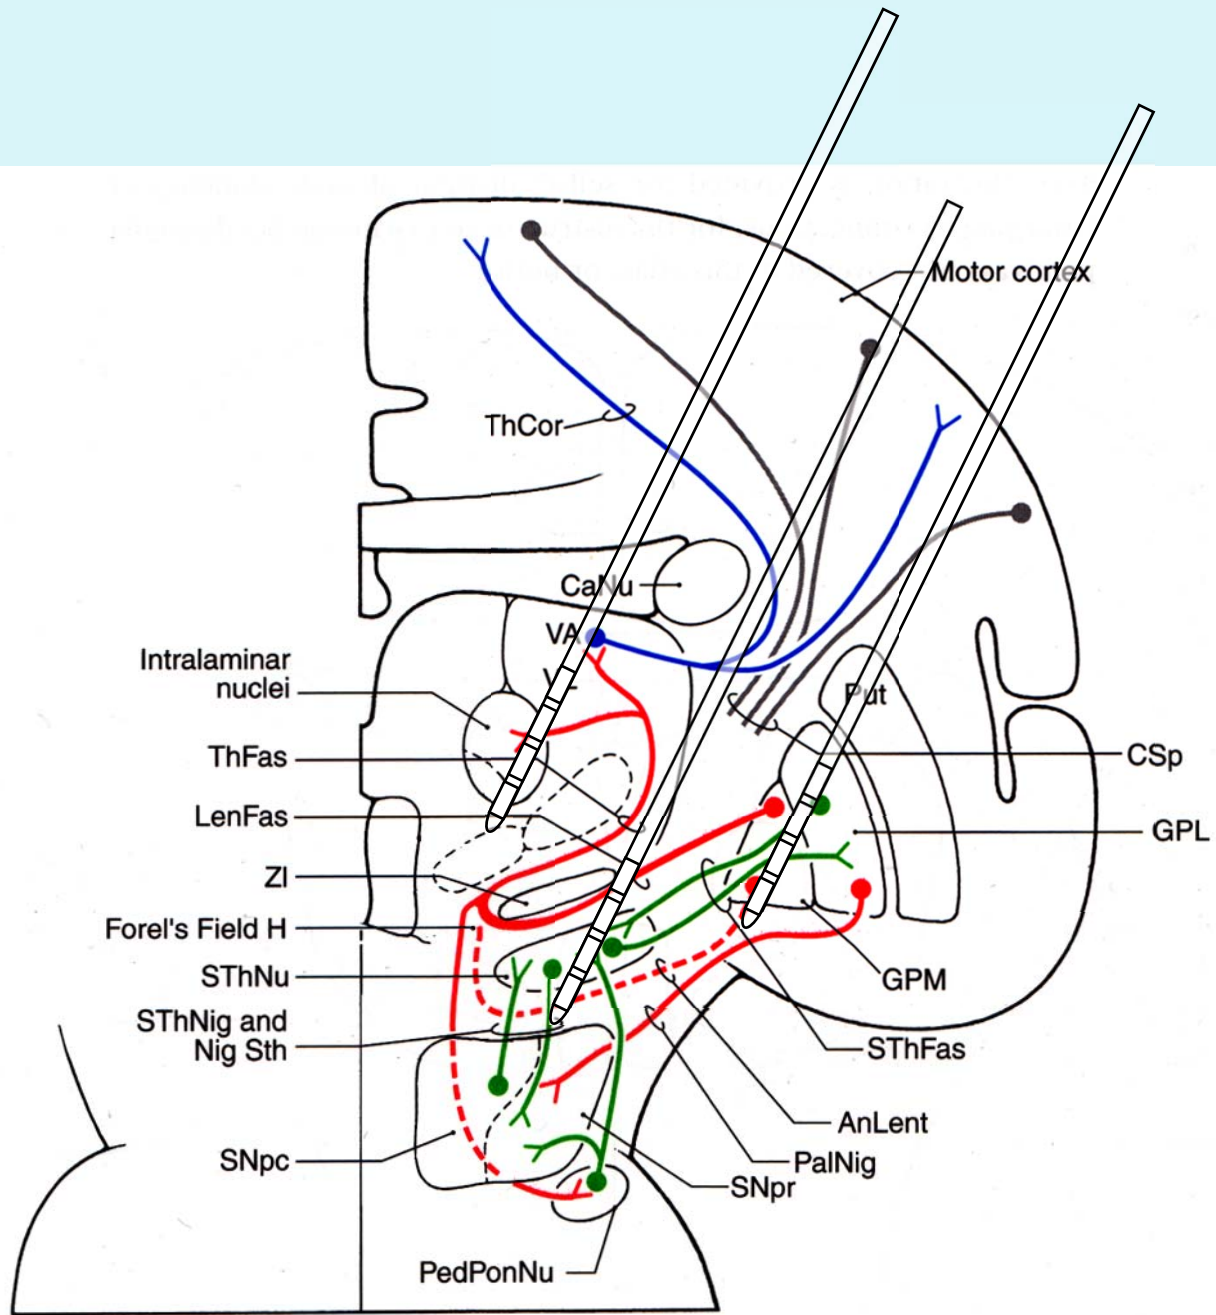 Motor cortex
ThCor
CaNu
VA
VL
Intralaminar
nuclei
Put
ThFas
CSp
LenFas
GPL
ZI
Forel's Field H
SThNu
GPM
SThNig and
Nig Sth
SThFas
AnLent
SNpc
PalNig
SNpr
PedPonNu